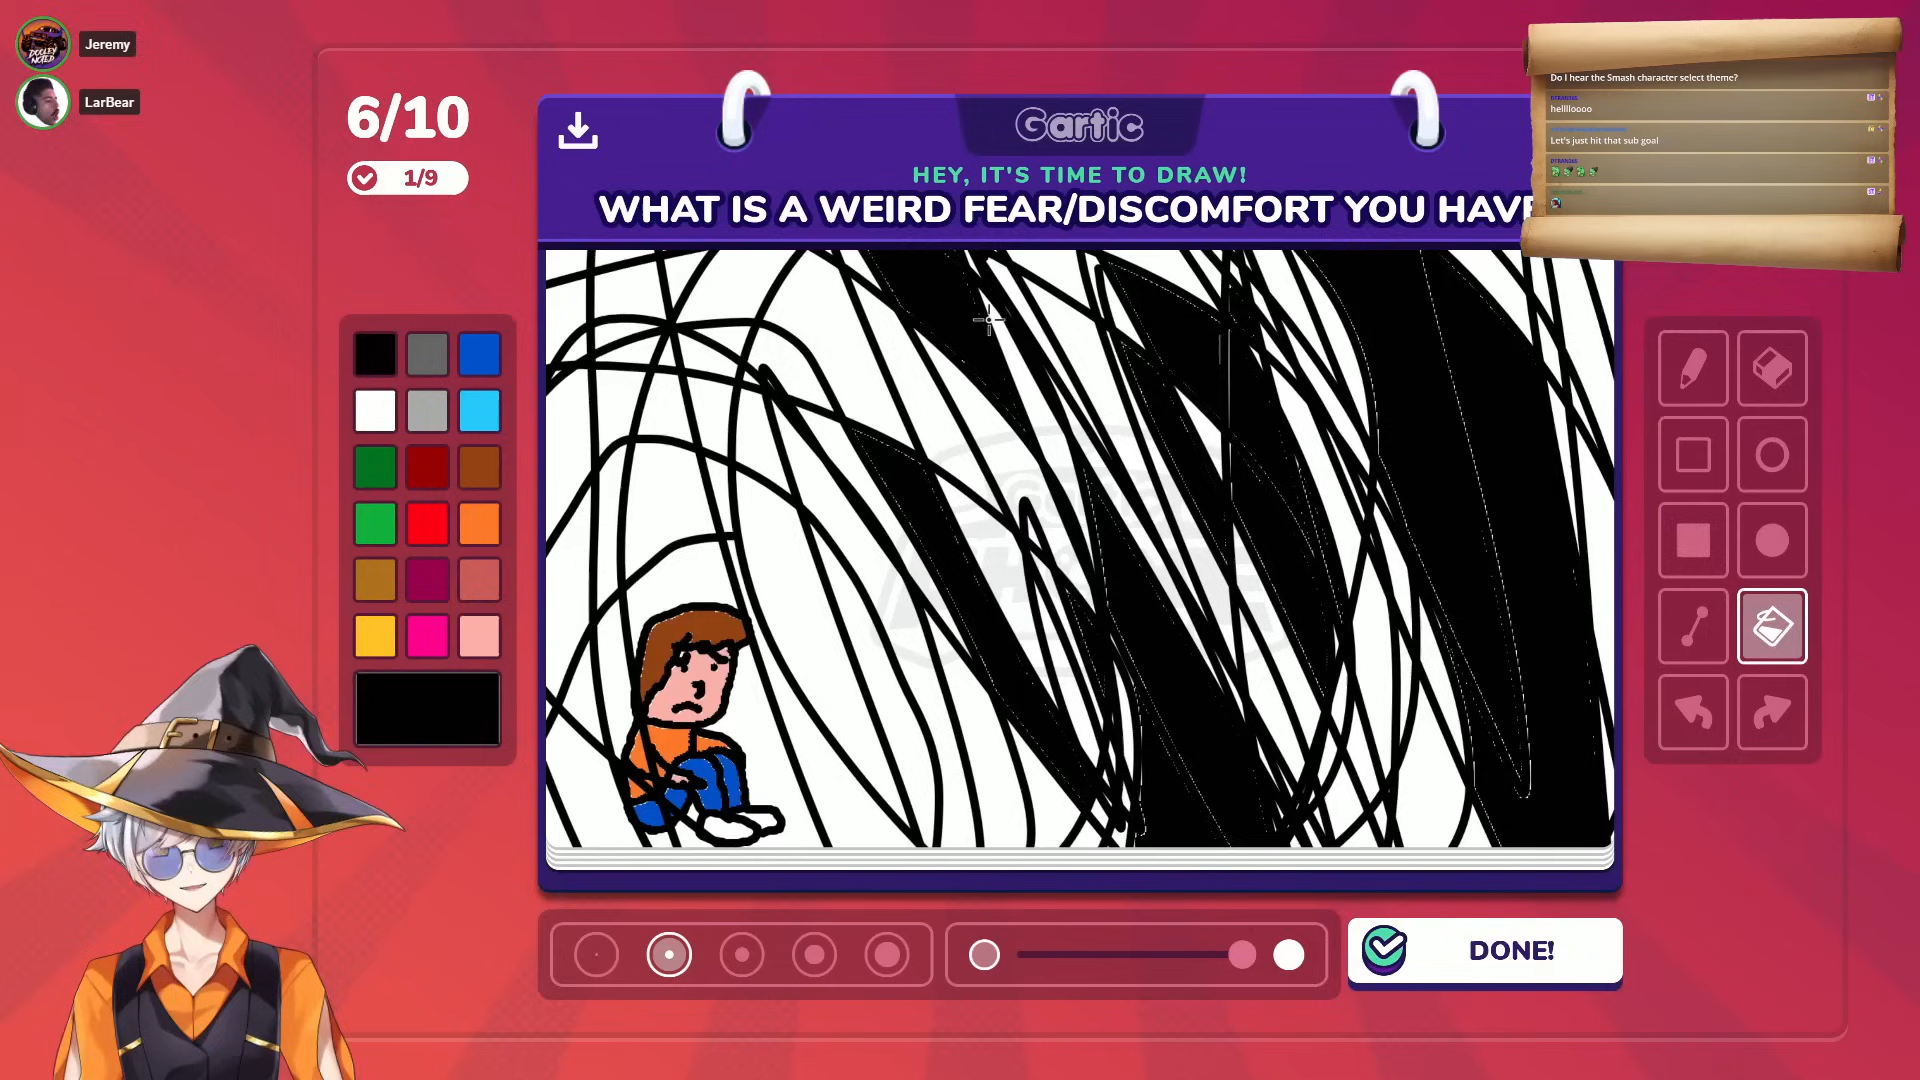 Jeremy
LarBear
6/10
1/9
Gartic
HEY, IT'S TIME TO DRAW!
WHAT IS A WEIRD FEAR/DISCOMFORT YOU HAVE
Do I hear the Smash character select theme?
hellloooo
Let's just hit that sub goal
DONE!